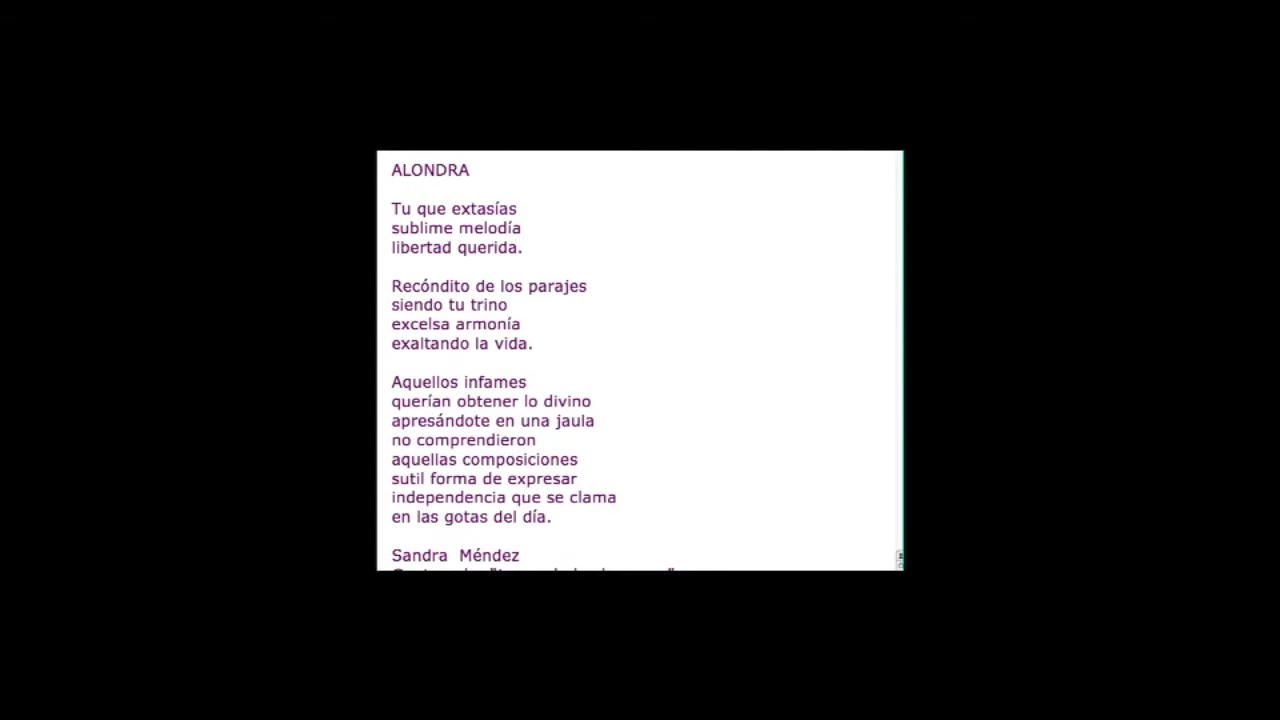 ALONDRA
Tu que extasías
sublime melodía
libertad querida.
Recóndito de los parajes
siendo tu trino
excelsa armonía
exaltando la vida.
Aquellos infames
querían obtener lo divino
apresándote en una jaula
no comprendieron
aquellas composiciones
sutil forma de expresar
independencia que se clama
en las gotas del día.
Sandra  Méndez